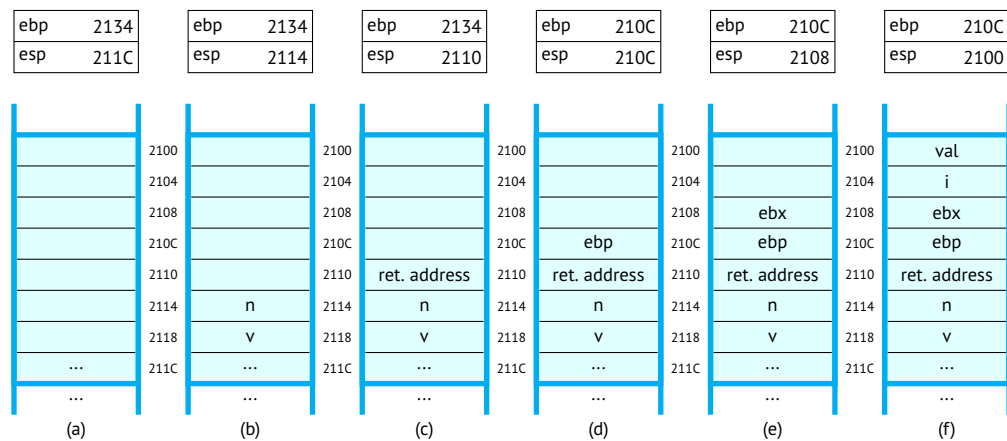 ebp 2134 ebp 2134 ebp 2134 ebp 210C ebp 210C ebp 210C
esp 211C esp 2114 esp 2110 esp 210C esp 2108 esp 2100
2100 2100 2100 2100 2100 val
2104 2104 2104 2104 2104 i
2108 2108 2108 2108 ebx 2108 ebx
210C 210C 210C ebp 210C ebp 210C ebp
2110 2110 ret. address 2110 ret. address 2110 ret. address 2110 ret. address
2114 n 2114 n 2114 n 2114 n 2114 n
2118 v 2118 v 2118 v 2118 v 2118 v
... 211C ... 211C ... 211C ... 211C ... 211C ...
... ... ... ... ... ...
(a) (b) (c) (d) (e) (f)